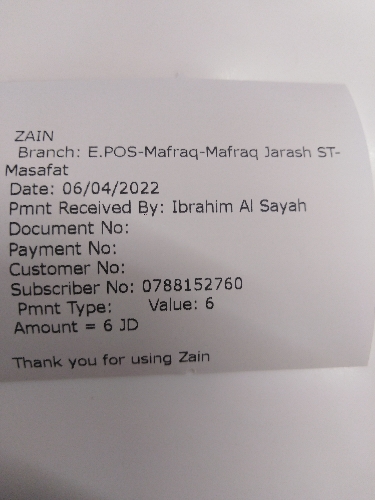 ZAIN
Branch: E.POS-Mafraq-Mafraq Jarash ST-
Masafat
Date: 06/04/2022
Pmnt Received By: Ibrahim Al Sayah
Document No:
Payment No:
Customer No:
Subscriber No: 0788152760
Pmnt Type: Value: 6
Amount = 6 JD
Thank you for using Zain